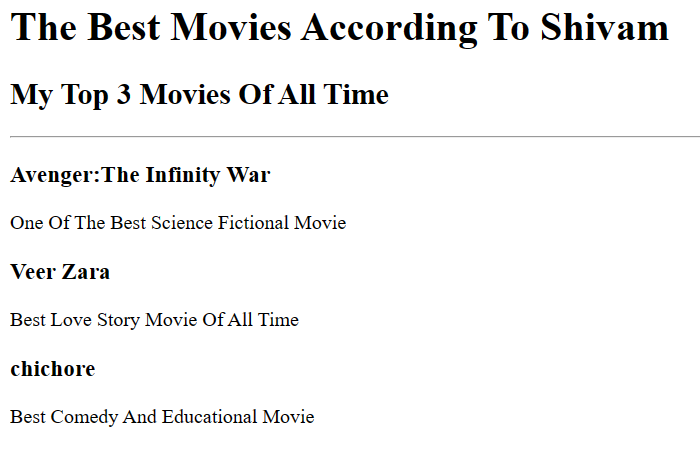 The Best Movies According To Shivam
My Top 3 Movies Of All Time
Avenger:The Infinity War
One Of The Best Science Fictional Movie
Veer Zara
Best Love Story Movie Of All Time
chichore
Best Comedy And Educational Movie